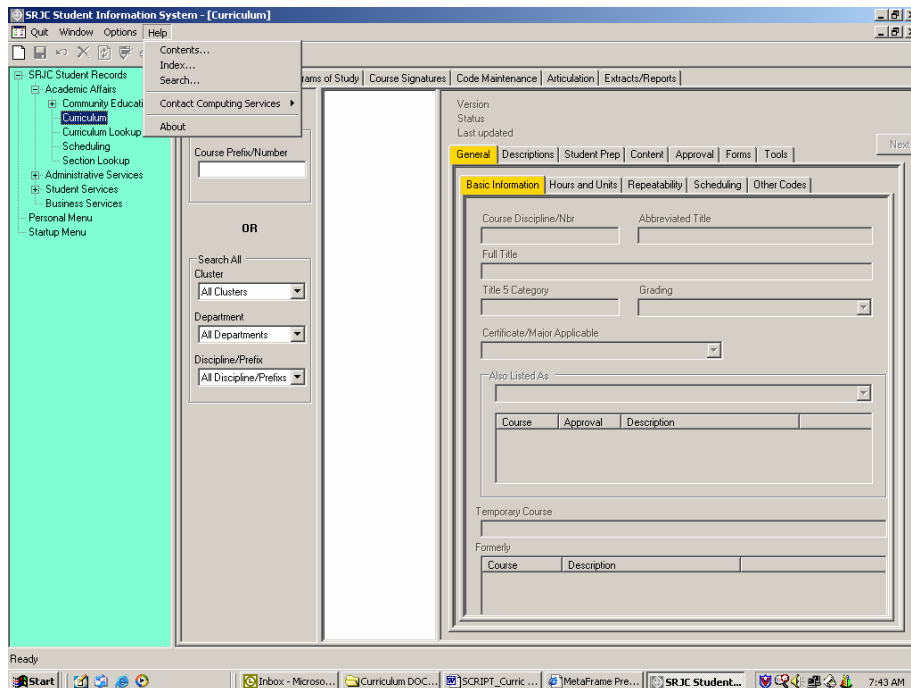 SRJC Student Information System - [Curriculum]
Quit Window Options Help
Contents...
Index...
Search...
Contact Computing Services
About
SRJC Student Records
Academic Affairs
Curriculum
Curriculum Lookup
Scheduling
Section Lookup
Administrative Services
Student Services
Business Services
Personal Menu
Startup Menu
of Study Course Signatures Code Maintenance Articulation Extracts/Reports
Course Prefix/Number
OR
Search All
Cluster
All Clusters
Department
All Departments
Discipline/Prefix
All Discipline/Prefixs
Version
Status
Last updated
Next
General Descriptions Student Prep Content Approval Forms Tools
Basic Information Hours and Units Repeatability Scheduling Other Codes
Course Discipline/Nbr Abbreviated Title
Full Title
Title 5 Category Grading
Certificate/Major Applicable
Also Listed As
Course Approval Description
Temporary Course
Formerly
Course Description
Ready
Start Inbox - Microso... Curriculum DOC... SCRIPT_Curric ... MetaFrame Pre... SRJC Student... 7:43 AM